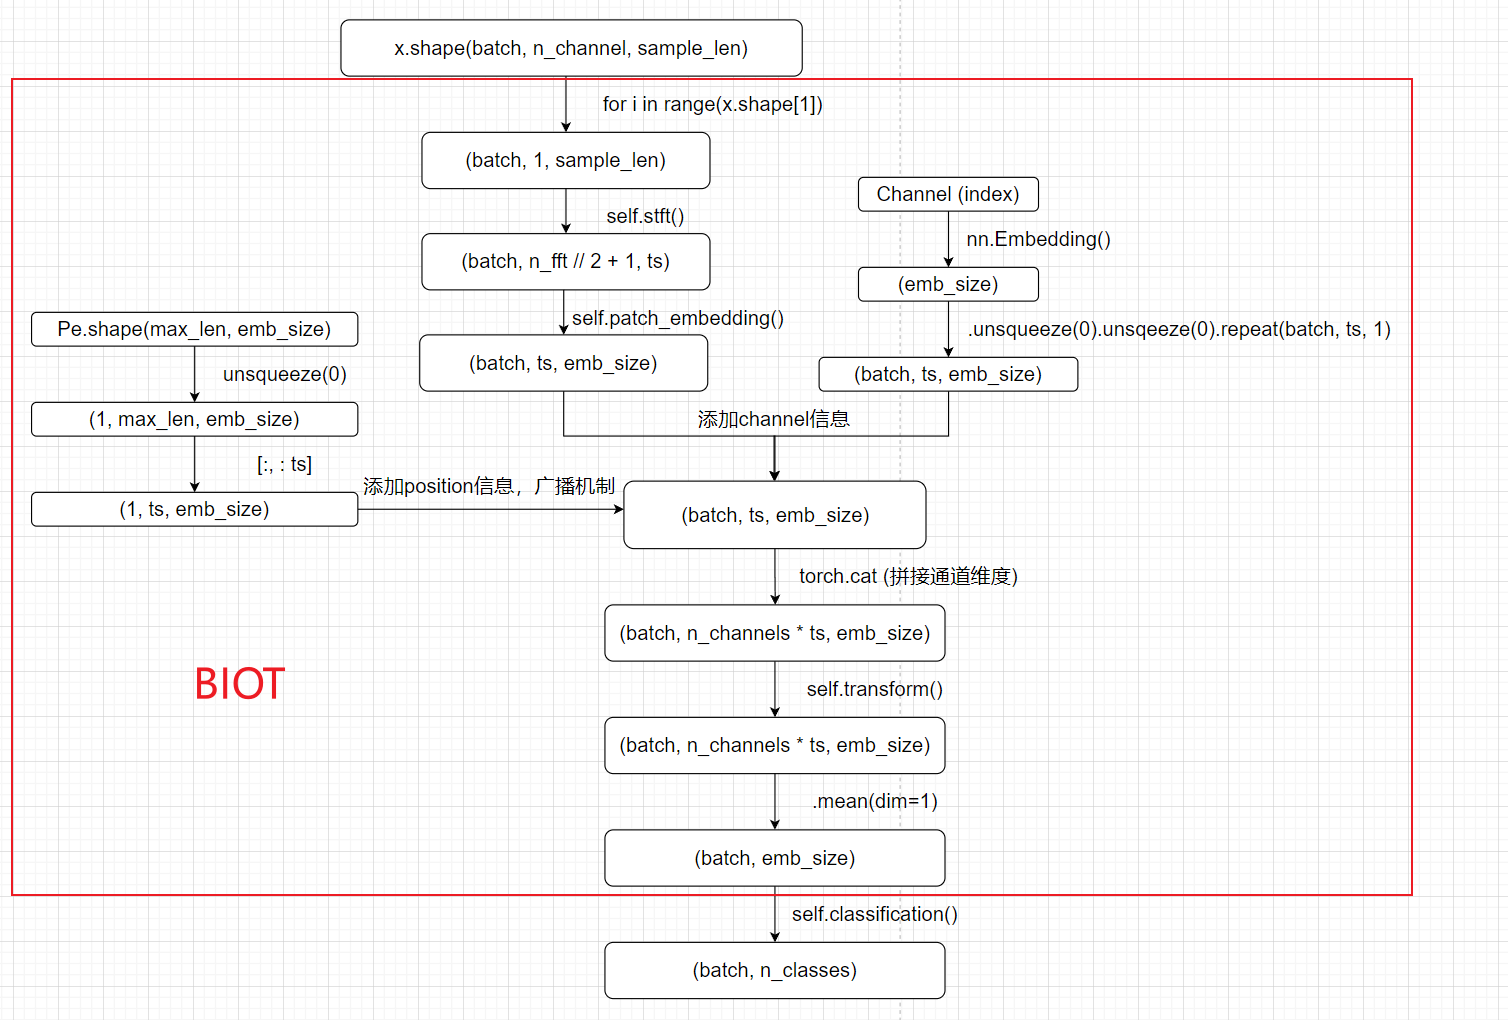 x.shape(batch, n_channel, sample_len)
for i in range(x.shape[1])
(batch, 1, sample_len)
self.stft()
(batch, n_fft // 2 + 1, ts)
self.patch_embedding()
(batch, ts, emb_size)
Channel (index)
nn.Embedding()
(emb_size)
.unsqueeze(0).unsqeeze(0).repeat(batch, ts, 1)
(batch, ts, emb_size)
添加channel信息
Pe.shape(max_len, emb_size)
unsqueeze(0)
(1, max_len, emb_size)
[:, : ts]
(1, ts, emb_size)
添加position信息，广播机制
(batch, ts, emb_size)
torch.cat (拼接通道维度)
(batch, n_channels * ts, emb_size)
self.transform()
(batch, n_channels * ts, emb_size)
.mean(dim=1)
(batch, emb_size)
BIOT
self.classification()
(batch, n_classes)